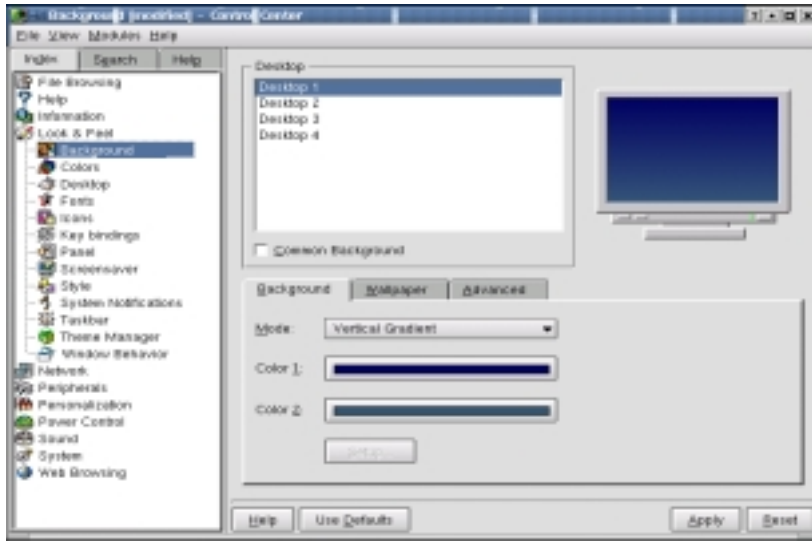 Background [modified] - Control Center
File View Modules Help
Index Search Help
File Browsing
Help
Information
Look & Feel
Background
Colors
Desktop
Fonts
Icons
Key bindings
Panel
Screensaver
Style
System Notifications
Taskbar
Theme Manager
Window Behavior
Network
Peripherals
Personalization
Power Control
Sound
System
Web Browsing
Desktop
Desktop 1
Desktop 2
Desktop 3
Desktop 4
Common Background
Background Wallpaper Advanced
Mode: Vertical Gradient
Color 1:
Color 2:
Setup...
Help Use Defaults Apply Reset